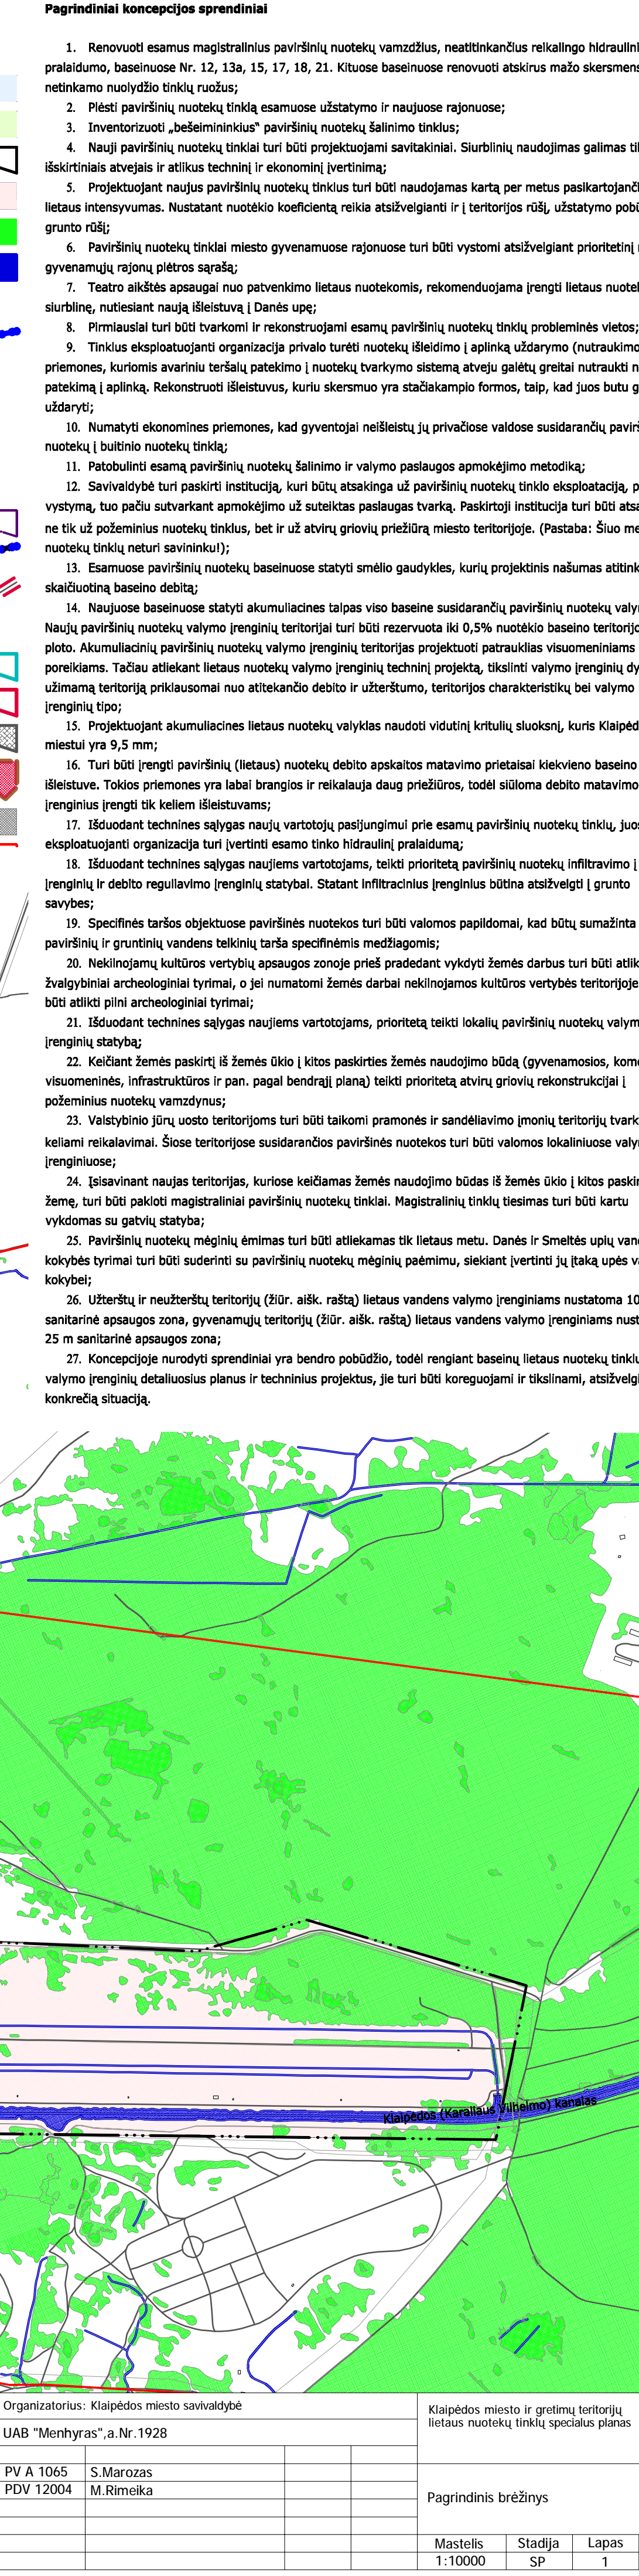 Pagrindiniai koncepcijos sprendiniai
1. Renovuoti esamus magistralinius paviršinių nuotekų vamzdžius, neatitinkančius reikalingo
pralaidumo, baseinuose Nr. 12, 13a, 15, 17, 18, 21. Kituose baseinuose renovuoti atskirus mažo
netinkamo nuolydžio tinklų ruožus;
2. Plėsti paviršinių nuotekų tinklą esamuose užstatymo ir naujuose rajonuose;
3. Inventorizuoti „bešeimininkius“ paviršinių nuotekų šalinimo tinklus;
4. Nauji paviršinių nuotekų tinklai turi būti projektuojami savitakiniai. Siurblinių naudojimas galimas
išskirtiniais atvejais ir atlikus techninį ir ekonominį įvertinimą;
5. Projektuojant naujus paviršinių nuotekų tinklus turi būti naudojamas kartą per metus
lietaus intensyvumas. Nustatant nuotėkio koeficientą reikia atsižvelgianti ir į teritorijos rūšį, užstatymo
grunto rūšį;
6. Paviršinių nuotekų tinklai miesto gyvenamuose rajonuose turi būti vystomi atsižvelgiant prioritetinį
gyvenamųjų rajonų plėtros sąrašą;
7. Teatro aikštės apsaugai nuo patvenkimo lietaus nuotekomis, rekomenduojama įrengti lietaus
siurblinę, nutiesiant naują išleistuvą į Danės upę;
8. Pirmiausiai turi būti tvarkomi ir rekonstruojami esamų paviršinių nuotekų tinklų probleminės vietos;
9. Tinklus eksploatuojanti organizacija privalo turėti nuotekų išleidimo į aplinką uždarymo (nutraukimo
priemones, kuriomis avariniu teršalų patekimo į nuotekų tvarkymo sistemą atveju galėtų greitai nutraukti
patekimą į aplinką. Rekonstruoti išleistuvus, kuriu skersmuo yra stačiakampio formos, taip, kad juos butu
uždaryti;
10. Numatyti ekonomines priemones, kad gyventojai neišleistų jų privačiose valdose susidarančių
nuotekų į buitinio nuotekų tinklą;
11. Patobulinti esamą paviršinių nuotekų šalinimo ir valymo paslaugos apmokėjimo metodiką;
12. Savivaldybė turi paskirti instituciją, kuri būtų atsakinga už paviršinių nuotekų tinklo eksploataciją,
vystymą, tuo pačiu sutvarkant apmokėjimo už suteiktas paslaugas tvarką. Paskirtoji institucija turi būti
ne tik už požeminius nuotekų tinklus, bet ir už atvirų griovių priežiūrą miesto teritorijoje. (Pastaba: Šiuo
nuotekų tinklų neturi savininku!);
13. Esamuose paviršinių nuotekų baseinuose statyti smėlio gaudykles, kurių projektinis našumas
skaičiuotiną baseino debitą;
14. Naujuose baseinuose statyti akumuliacines talpas viso baseine susidarančių paviršinių nuotekų
Naujų paviršinių nuotekų valymo įrenginių teritorijai turi būti rezervuota iki 0,5% nuotėkio baseino
ploto. Akumuliacinių paviršinių nuotekų valymo įrenginių teritorijas projektuoti patrauklias visuomeniniams
poreikiams. Tačiau atliekant lietaus nuotekų valymo įrenginių techninį projektą, tikslinti valymo įrenginių
užimamą teritoriją priklausomai nuo atitekančio debito ir užterštumo, teritorijos charakteristikų bei valymo
įrenginių tipo;
15. Projektuojant akumuliacines lietaus nuotekų valyklas naudoti vidutinį kritulių sluoksnį, kuris
miestui yra 9,5 mm;
16. Turi būti įrengti paviršinių (lietaus) nuotekų debito apskaitos matavimo prietaisai kiekvieno baseino
išleistuve. Tokios priemones yra labai brangios ir reikalauja daug priežiūros, todėl siūloma debito matavimo
įrenginius įrengti tik keliem išleistuvams;
17. Išduodant technines sąlygas naujų vartotojų pasijungimui prie esamų paviršinių nuotekų tinklų, juos
eksploatuojanti organizacija turi įvertinti esamo tinko hidraulinį pralaidumą;
18. Išduodant technines sąlygas naujiems vartotojams, teikti prioritetą paviršinių nuotekų infiltravimo į
įrenginių ir debito reguliavimo įrenginių statybai. Statant infiltracinius įrenginius būtina atsižvelgti į grunto
savybes;
19. Specifinės taršos objektuose paviršinės nuotekos turi būti valomos papildomai, kad būtų sumažinta
paviršinių ir gruntinių vandens telkinių tarša specifinėmis medžiagomis;
20. Nekilnojamų kultūros vertybių apsaugos zonoje prieš pradedant vykdyti žemės darbus turi būti
žvalgybiniai archeologiniai tyrimai, o jei numatomi žemės darbai nekilnojamos kultūros vertybės teritorijoje
būti atlikti pilni archeologiniai tyrimai;
21. Išduodant technines sąlygas naujiems vartotojams, prioritetą teikti lokalių paviršinių nuotekų
įrenginių statybą;
22. Keičiant žemės paskirtį iš žemės ūkio į kitos paskirties žemės naudojimo būdą (gyvenamosios,
visuomeninės, infrastruktūros ir pan. pagal bendrąjį planą) teikti prioritetą atvirų griovių rekonstrukcijai į
požeminius nuotekų vamzdynus;
23. Valstybinio jūrų uosto teritorijoms turi būti taikomi pramonės ir sandėliavimo įmonių teritorijų
keliami reikalavimai. Šiose teritorijose susidarančios paviršinės nuotekos turi būti valomos lokaliniuose
įrenginiuose;
24. Įsisavinant naujas teritorijas, kuriose keičiamas žemės naudojimo būdas iš žemės ūkio į kitos
žemę, turi būti pakloti magistraliniai paviršinių nuotekų tinklai. Magistralinių tinklų tiesimas turi būti kartu
vykdomas su gatvių statyba;
25. Paviršinių nuotekų mėginių ėmimas turi būti atliekamas tik lietaus metu. Danės ir Smeltės upių
kokybės tyrimai turi būti suderinti su paviršinių nuotekų mėginių paėmimu, siekiant įvertinti jų įtaką upės
kokybei;
26. Užterštų ir neužterštų teritorijų (žiūr. aišk. raštą) lietaus vandens valymo įrenginiams nustatoma
sanitarinė apsaugos zona, gyvenamųjų teritorijų (žiūr. aišk. raštą) lietaus vandens valymo įrenginiams
25 m sanitarinė apsaugos zona;
27. Koncepcijoje nurodyti sprendiniai yra bendro pobūdžio, todėl rengiant baseinų lietaus nuotekų
valymo įrenginių detaliuosius planus ir techninius projektus, jie turi būti koreguojami ir tikslinami,
konkrečią situaciją.
Klaipėdos (Karaliaus Vilhelmo) kanalas
Organizatorius: Klaipėdos miesto savivaldybė
UAB "Menhyras",a.Nr.1928
Klaipėdos miesto ir gretimų teritorijų
lietaus nuotekų tinklų specialus planas
PV A 1065 S.Marozas
PDV 12004 M.Rimeika
Pagrindinis brėžinys
Mastelis Stadija Lapas
1:10000 SP 1